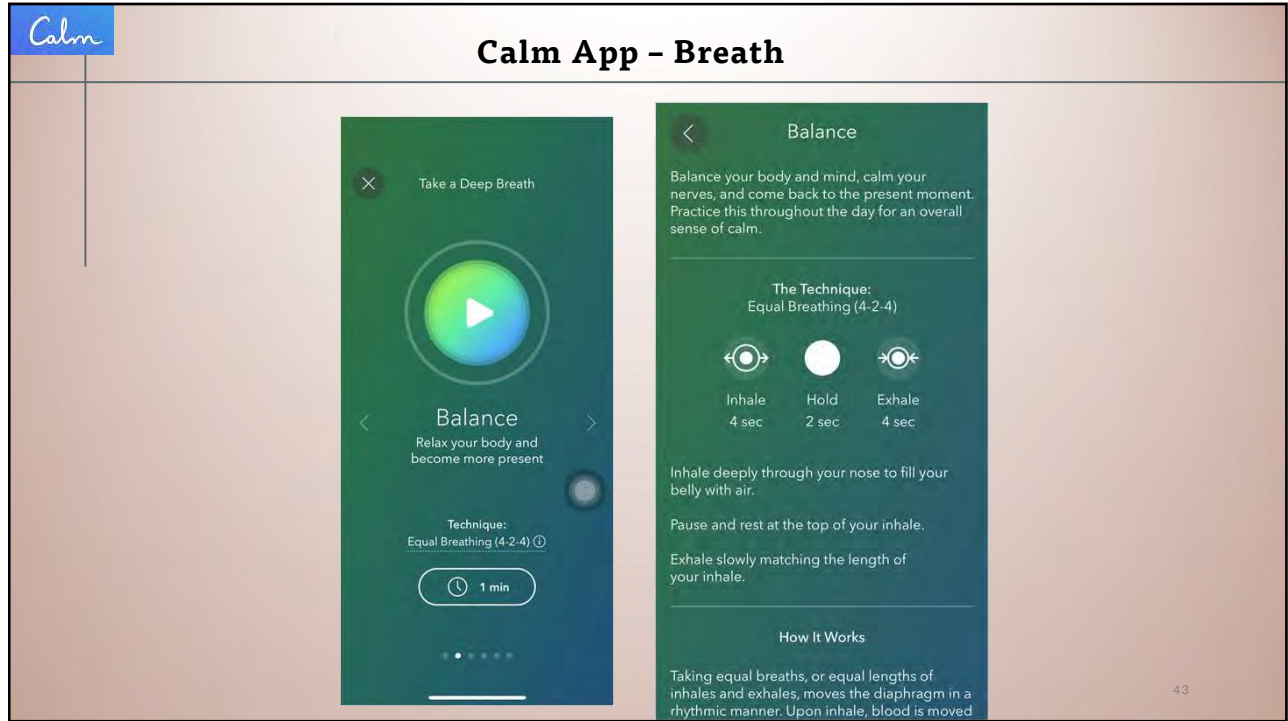 Calm
Calm App – Breath
Take a Deep Breath
Balance
Relax your body and
become more present
Technique:
Equal Breathing (4-2-4)
1 min
Balance
Balance your body and mind, calm your
nerves, and come back to the present moment.
Practice this throughout the day for an overall
sense of calm.
The Technique:
Equal Breathing (4-2-4)
Inhale Hold Exhale
4 sec 2 sec 4 sec
Inhale deeply through your nose to fill your
belly with air.
Pause and rest at the top of your inhale.
Exhale slowly matching the length of
your inhale.
How It Works
Taking equal breaths, or equal lengths of
inhales and exhales, moves the diaphragm in a
rhythmic manner. Upon inhale, blood is moved
43